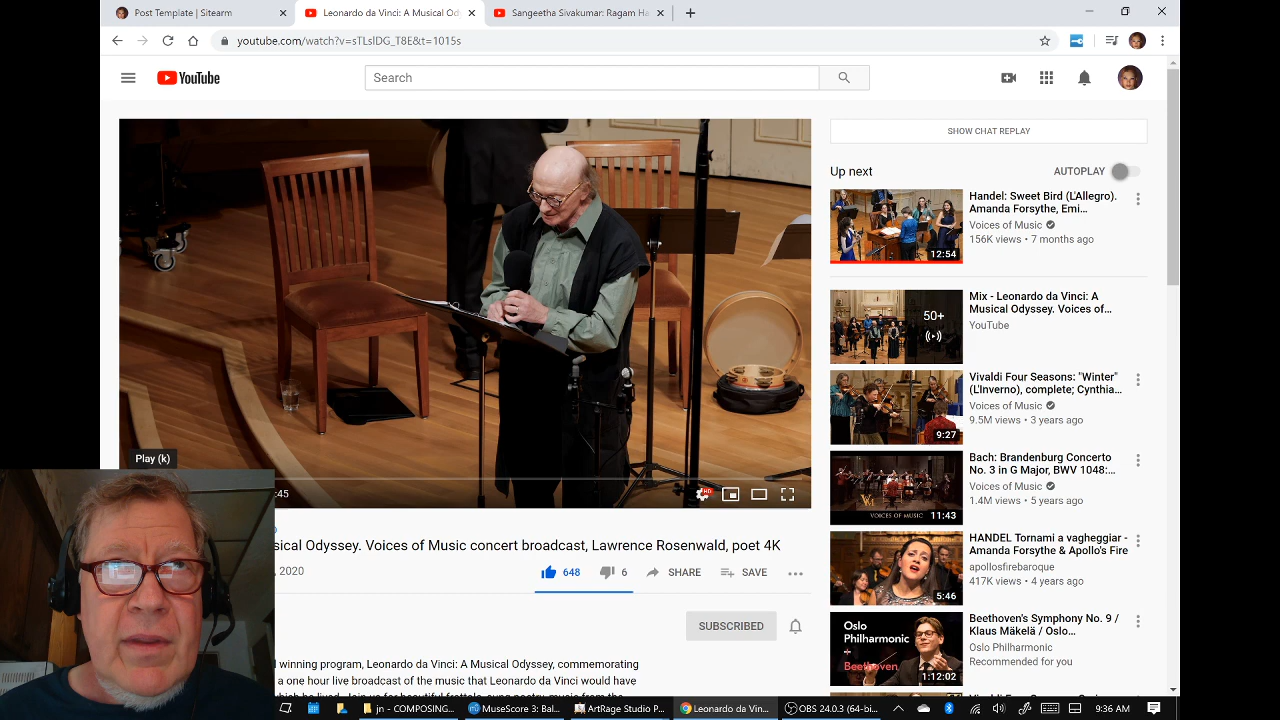 Post Template | Sitearm
Leonardo da Vinci: A Musical Od
Sangeetha Sivakumar: Ragam Ha
youtube.com/watch?v=sTLslDG_T8E&t=1015s
YouTube
Search
SHOW CHAT REPLAY
Up next
AUTOPLAY
Handel: Sweet Bird (L'Allegro).
Amanda Forsythe, Emi...
Voices of Music
156K views • 7 months ago
12:54
Mix - Leonardo da Vinci: A
Musical Odyssey. Voices of...
YouTube
50+
Vivaldi Four Seasons: "Winter"
(L'Inverno), complete; Cynthia...
Voices of Music
9.5M views • 3 years ago
9:27
Bach: Brandenburg Concerto
No. 3 in G Major, BWV 1048:...
Voices of Music
1.4M views • 5 years ago
VOICES OF MUSIC
11:43
HANDEL Tornami a vagheggiar -
Amanda Forsythe & Apollo's Fire
apollosfirebaroque
417K views • 4 years ago
5:46
Beethoven's Symphony No. 9 /
Klaus Mäkelä / Oslo...
Oslo Philharmonic
Recommended for you
Oslo
Philharmonic
+
Beethoven
1:12:02
Play (k)
:45
HD
sical Odyssey. Voices of Music concert broadcast, Lawrence Rosenwald, poet 4K
, 2020
648
6
SHARE
SAVE
SUBSCRIBED
l winning program, Leonardo da Vinci: A Musical Odyssey, commemorating
a one hour live broadcast of the music that Leonardo da Vinci would have
jn - COMPOSING...
MuseScore 3: Bal...
ArtRage Studio P...
Leonardo da Vin...
OBS 24.0.3 (64-bi...
9:36 AM